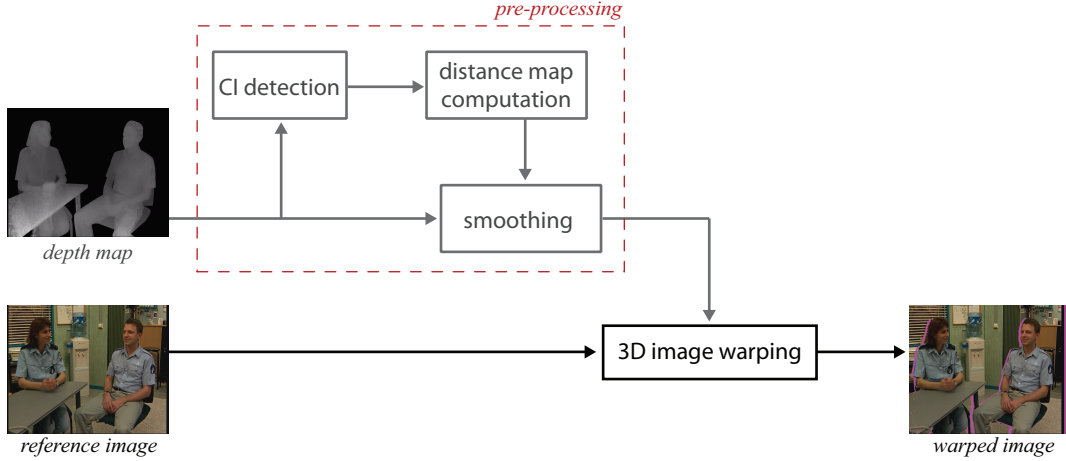 pre-processing
CI detection
distance map
computation
smoothing
depth map
3D image warping
reference image
warped image